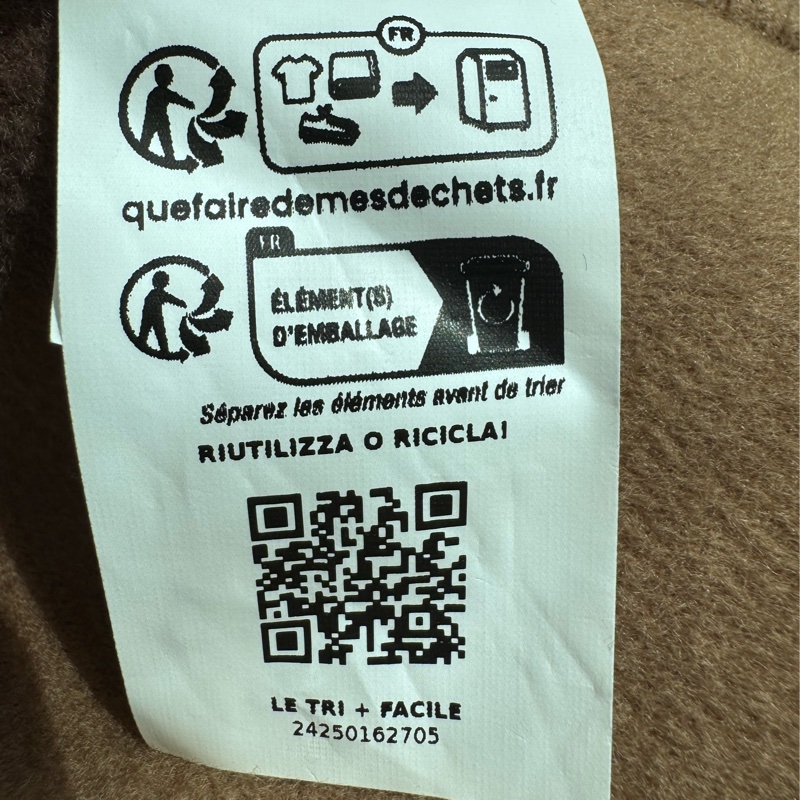 FR
quefairedemesdechets.fr
FR
ÉLÉMENT(S)
D'EMBALLAGE
Séparez les éléments avant de trier
RIUTILIZZA O RICICLA!
LE TRI + FACILE
24250162705